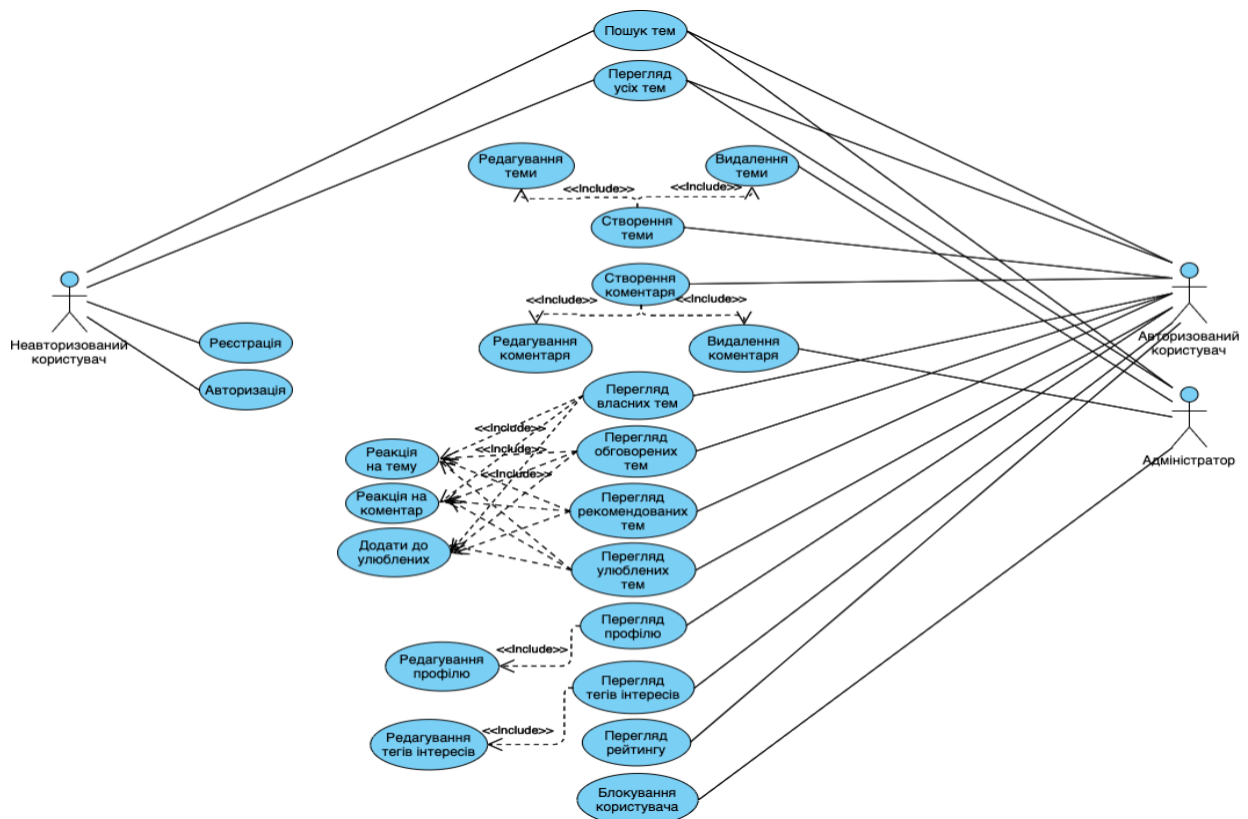 Пошук тем
Перегляд
усіх тем
Редагування
теми
Видалення
теми
<<Include>>
<<Include>>
Створення
теми
Створення
коментаря
<<Include>>
<<Include>>
Неавторизований
користувач
Авторизований
користувач
Реєстрація
Редагування
коментаря
Видалення
коментаря
Авторизація
Перегляд
власних тем
Адміністратор
<<Include>>
Реакція
на тему
<<Include>>
Перегляд
обговорених
тем
<<Include>>
Реакція на
коментар
Перегляд
рекомендованих
тем
Додати до
улюблених
Перегляд
улюблених
тем
Перегляд
профілю
<<Include>>
Редагування
профілю
Перегляд
тегів інтересів
<<Include>>
Редагування
тегів інтересів
Перегляд
рейтингу
Блокування
користувача